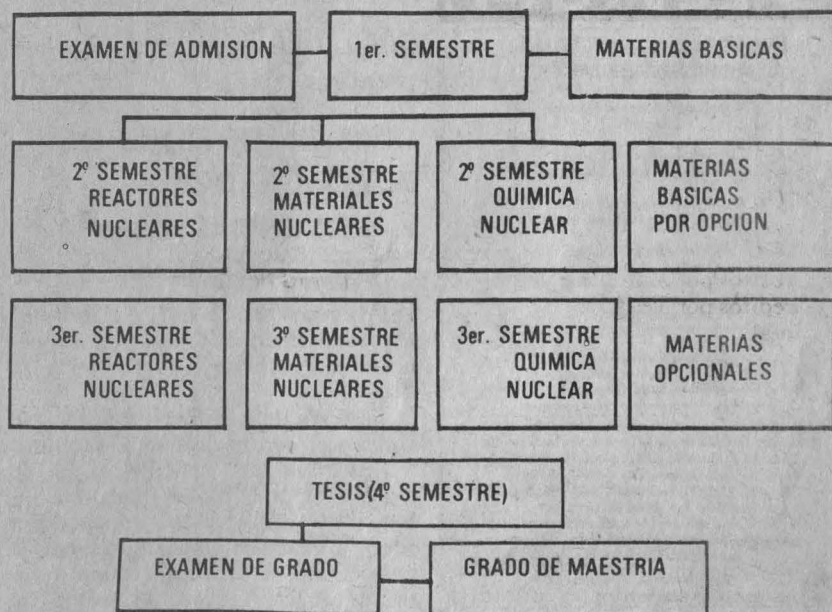 EXAMEN DE ADMISION
1er. SEMESTRE
MATERIAS BASICAS
2º SEMESTRE
REACTORES
NUCLEARES
2º SEMESTRE
MATERIALES
NUCLEARES
2º SEMESTRE
QUIMICA
NUCLEAR
MATERIAS
BASICAS
POR OPCION
3er. SEMESTRE
REACTORES
NUCLEARES
3º SEMESTRE
MATERIALES
NUCLEARES
3er. SEMESTRE
QUIMICA
NUCLEAR
MATERIAS
OPCIONALES
TESIS (4º SEMESTRE)
EXAMEN DE GRADO
GRADO DE MAESTRIA